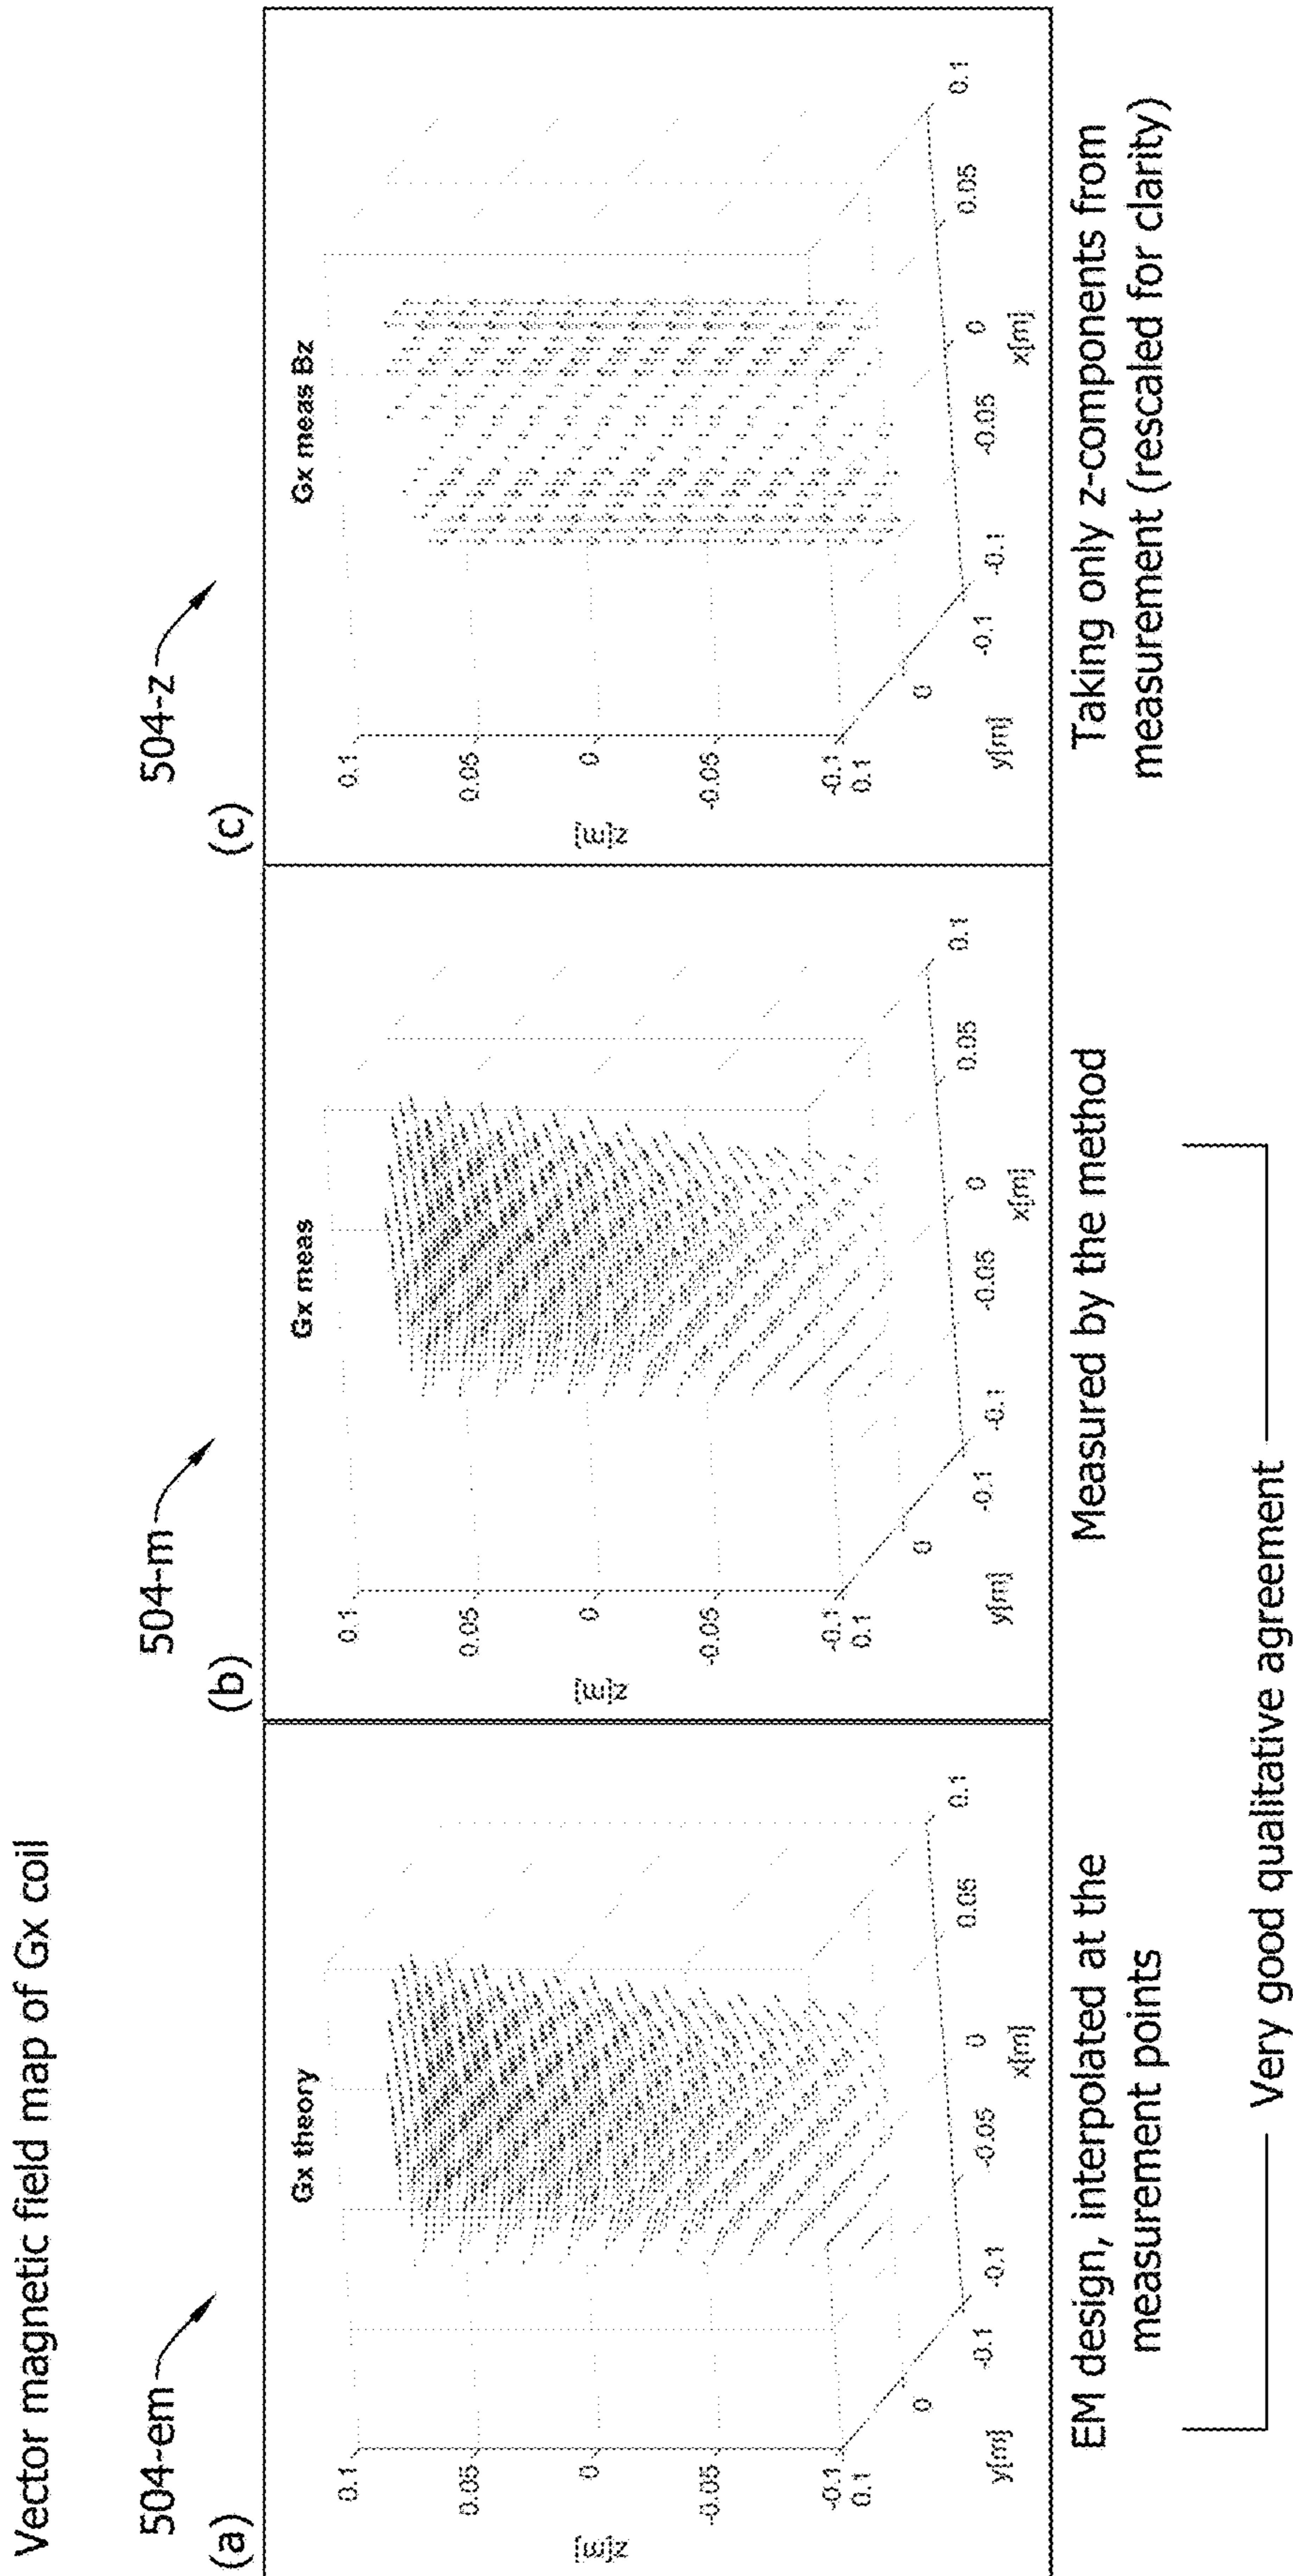 Vector magnetic field map of Gx coil
504-em
(a)
Gx theory
z[m]
0.1
0.05
0
-0.05
-0.1
0.1
0
-0.1
y[m]
-0.1
-0.05
0
0.05
0.1
x[m]
EM design, interpolated at the
measurement points
504-m
(b)
Gx meas
z[m]
0.1
0.05
0
-0.05
-0.1
0.1
0
-0.1
y[m]
-0.1
-0.05
0
0.05
0.1
x[m]
Measured by the method
504-z
(c)
Gx meas Bz
z[m]
0.1
0.05
0
-0.05
-0.1
0.1
0
-0.1
y[m]
-0.1
-0.05
0
0.05
0.1
x[m]
Taking only z-components from
measurement (rescaled for clarity)
Very good qualitative agreement